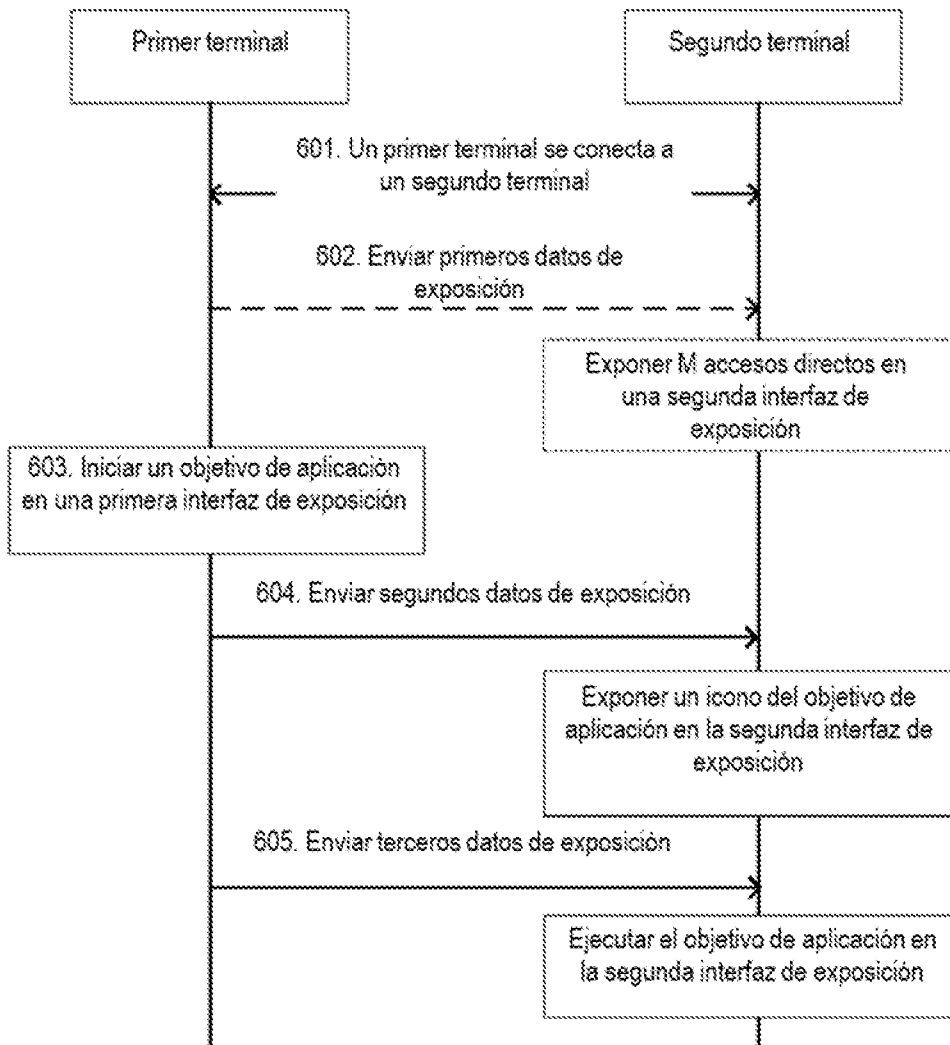 Primer terminal
Segundo terminal
601. Un primer terminal se conecta a
un segundo terminal
602. Enviar primeros datos de
exposición
Exponer M accesos directos en
una segunda interfaz de
exposición
603. Iniciar un objetivo de aplicación
en una primera interfaz de exposición
604. Enviar segundos datos de exposición
Exponer un icono del objetivo de
aplicación en la segunda interfaz de
exposición
605. Enviar terceros datos de exposición
Ejecutar el objetivo de aplicación en
la segunda interfaz de exposición